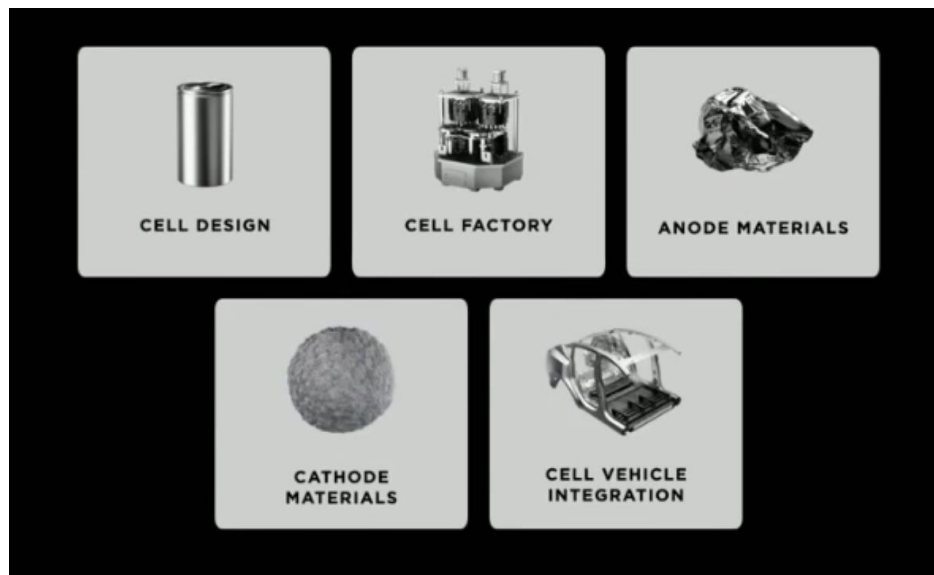 CELL DESIGN
CELL FACTORY
ANODE MATERIALS
CATHODE
MATERIALS
CELL VEHICLE
INTEGRATION